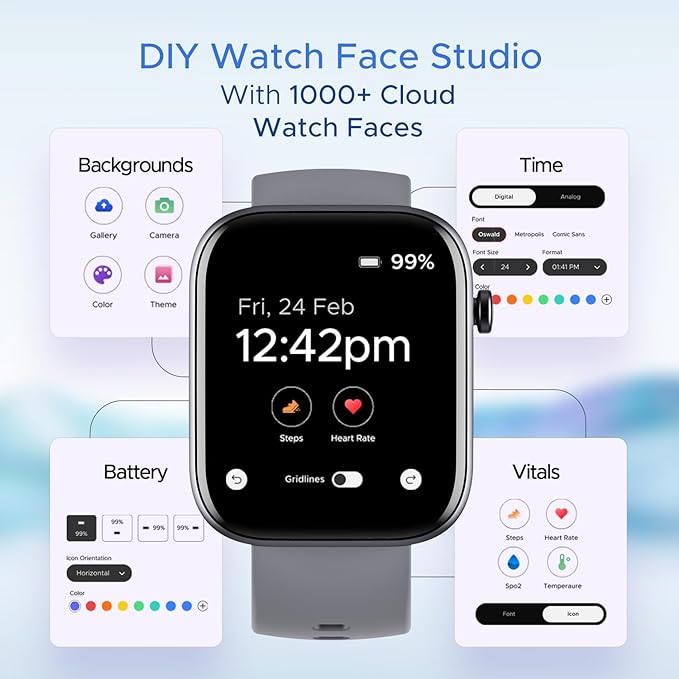 DIY Watch Face Studio
With 1000+ Cloud
Watch Faces
Backgrounds
Gallery
Camera
Color
Theme
Time
Digital
Analog
Font
Oswald
Metropolis
Comic Sans
Font Size
Format
24
01:41 PM
Color
99%
Fri, 24 Feb
12:42pm
Steps
Heart Rate
Gridlines
Battery
99%
99%
99%
99%
Icon Orientation
Horizontal
Color
Vitals
Steps
Heart Rate
Spo2
Temperaure
Font
Icon